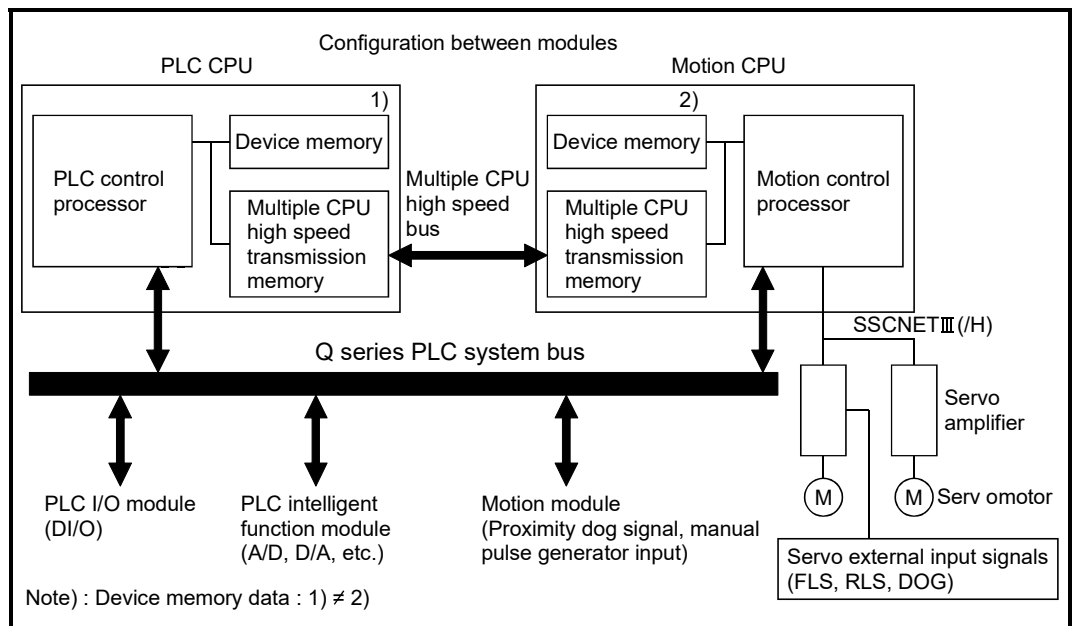 Configuration between modules
PLC CPU
Motion CPU
1)
2)
PLC control
processor
Device memory
Multiple CPU
high speed
transmission
memory
Multiple CPU
high speed
bus
Device memory
Multiple CPU
high speed
transmission
memory
Motion control
processor
SSCNETⅢ(/H)
Q series PLC system bus
Servo
amplifier
M
M
Serv omotor
PLC I/O module
(DI/O)
PLC intelligent
function module
(A/D, D/A, etc.)
Motion module
(Proximity dog signal, manual
pulse generator input)
Servo external input signals
(FLS, RLS, DOG)
Note) : Device memory data : 1) ≠ 2)